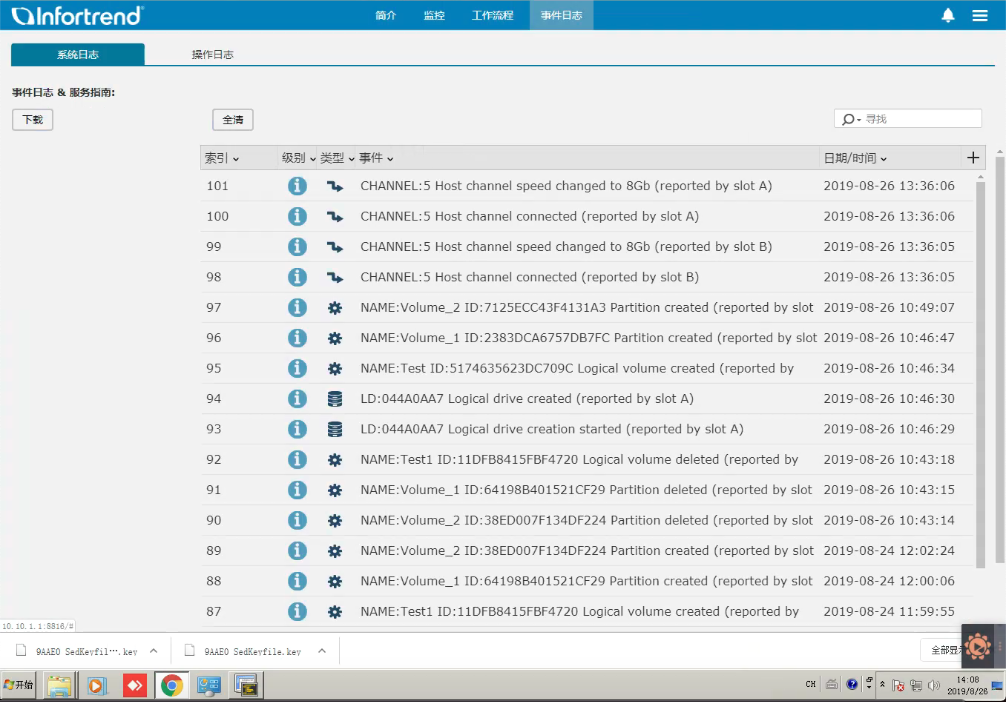 Infortrend
简介 监控 工作流程 事件日志
系统日志 操作日志
事件日志 & 服务指南:
下载 全清 寻找
索引 级别 类型 事件 日期/时间
101 CHANNEL:5 Host channel speed changed to 8Gb (reported by slot A) 2019-08-26 13:36:06
100 CHANNEL:5 Host channel connected (reported by slot A) 2019-08-26 13:36:06
99 CHANNEL:5 Host channel speed changed to 8Gb (reported by slot B) 2019-08-26 13:36:05
98 CHANNEL:5 Host channel connected (reported by slot B) 2019-08-26 13:36:05
97 NAME:Volume_2 ID:7125ECC43F4131A3 Partition created (reported by slot 2019-08-26 10:49:07
96 NAME:Volume_1 ID:2383DCA6757DB7FC Partition created (reported by slot 2019-08-26 10:46:47
95 NAME:Test ID:5174635623DC709C Logical volume created (reported by 2019-08-26 10:46:34
94 LD:044A0AA7 Logical drive created (reported by slot A) 2019-08-26 10:46:30
93 LD:044A0AA7 Logical drive creation started (reported by slot A) 2019-08-26 10:46:29
92 NAME:Test1 ID:11DFB8415FBF4720 Logical volume deleted (reported by 2019-08-26 10:43:18
91 NAME:Volume_1 ID:64198B401521CF29 Partition deleted (reported by slot 2019-08-26 10:43:15
90 NAME:Volume_2 ID:38ED007F134DF224 Partition deleted (reported by slot 2019-08-26 10:43:14
89 NAME:Volume_2 ID:38ED007F134DF224 Partition created (reported by slot 2019-08-24 12:02:24
88 NAME:Volume_1 ID:64198B401521CF29 Partition created (reported by slot 2019-08-24 12:00:06
87 NAME:Test1 ID:11DFB8415FBF4720 Logical volume created (reported by 2019-08-24 11:59:55
10.10.1.1:8816/#
9AAE0 SedKeyfil....key 9AAE0 SedKeyfile.key 全部显
开始 CH 14:08
2019/8/26